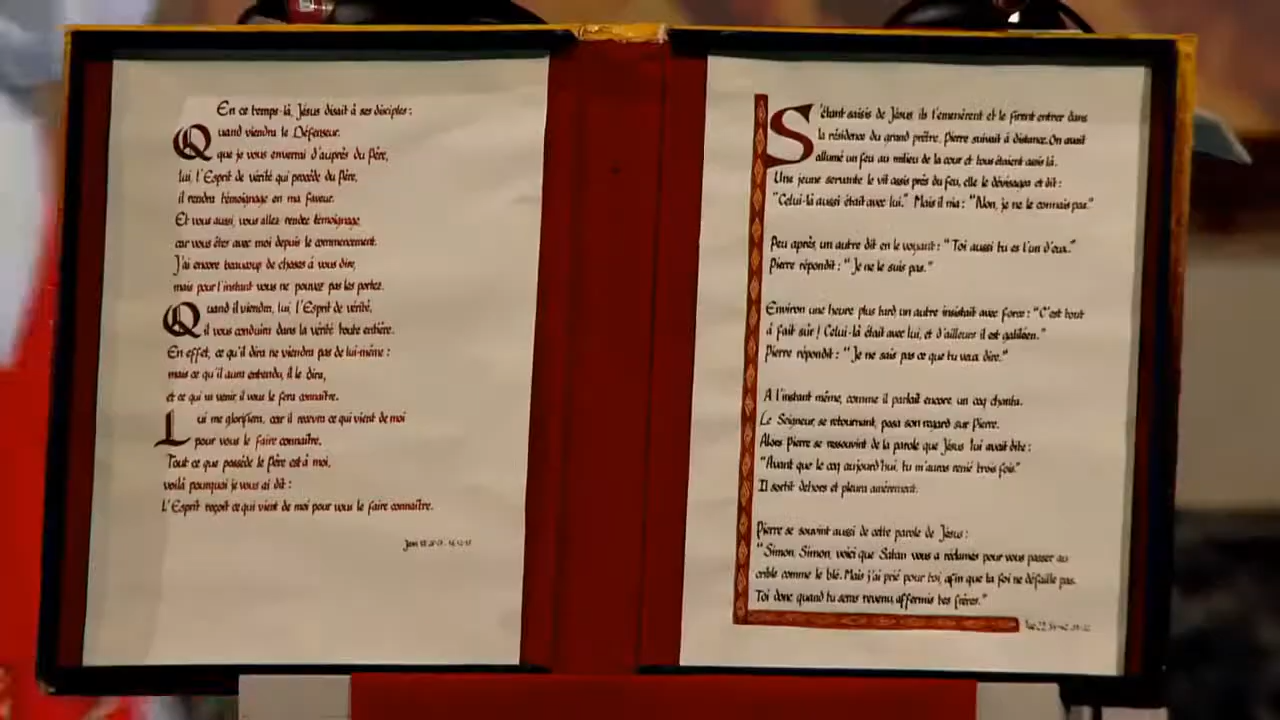 En ce temps-là, Jésus disait à ses disciples :
Quand viendra le Défenseur,
que je vous enverrai d'auprès du Père,
lui, l'Esprit de vérité qui procède du Père,
il rendra témoignage en ma faveur.
Et vous aussi, vous allez rendre témoignage,
car vous êtes avec moi depuis le commencement.
J'ai encore beaucoup de choses à vous dire,
mais pour l'instant vous ne pouvez pas les porter.
Quand il viendra, lui, l'Esprit de vérité,
il vous conduira dans la vérité toute entière.
En effet, ce qu'il dira ne viendra pas de lui-même :
mais ce qu'il aura entendu, il le dira,
et ce qui va venir, il vous le fera connaître.
Lui me glorifiera, car il recevra ce qui vient de moi
pour vous le faire connaître.
Tout ce que possède le Père est à moi,
voilà pourquoi je vous ai dit :
L'Esprit reçoit ce qui vient de moi pour vous le faire connaître.
S'étant saisis de Jésus ils l'emenèrent et le firent entrer dans
la résidence du grand prêtre, Pierre suivait à distance. On avait
allumé un feu au milieu de la cour et tous étaient assis là.
Une jeune servante le vit assis près du feu, elle le dévisagea et dit :
"Celui-là aussi était avec lui." Mais il nia : "Non, je ne le connais pas."
Peu après, un autre dit en le voyant : "Toi aussi tu es l'un d'eux."
Pierre répondit : "Je ne le suis pas."
Environ une heure plus tard, un autre insistait avec force : "C'est tout
à fait sûr ! Celui-là était avec lui, et d'ailleurs il est galiléen."
Pierre répondit : "Je ne sais pas ce que tu veux dire."
A l'instant même, comme il parlait encore, un coq chanta.
Le Seigneur, se retournant, posa son regard sur Pierre.
Alors Pierre se ressouvint de la parole que Jésus lui avait dite :
"Avant que le coq aujourd'hui, tu m'auras renié trois fois."
Il sortit dehors et pleura amèrement.
Pierre se souvint aussi de cette parole de Jésus :
"Simon, Simon, voici que Satan vous a réclamés pour vous passer au
crible comme le blé. Mais j'ai prié pour toi, afin que ta foi ne défaille pas.
Toi donc quand tu seras revenu, affermis tes frères."